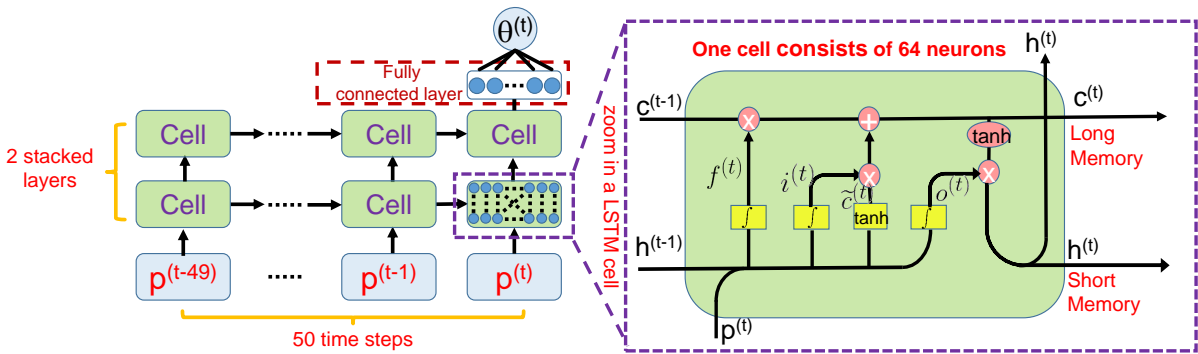 θ(t)
Fully
connected layer
Cell
Cell
Cell
2 stacked
layers
Cell
Cell
p(t-49)
p(t-1)
p(t)
50 time steps
zoom in a LSTM cell
One cell consists of 64 neurons
h(t)
c(t-1)
x
+
c(t)
tanh
Long
Memory
f(t)
i(t)
x
c̃(t)
o(t)
x
∫
∫
tanh
∫
h(t-1)
h(t)
Short
Memory
p(t)